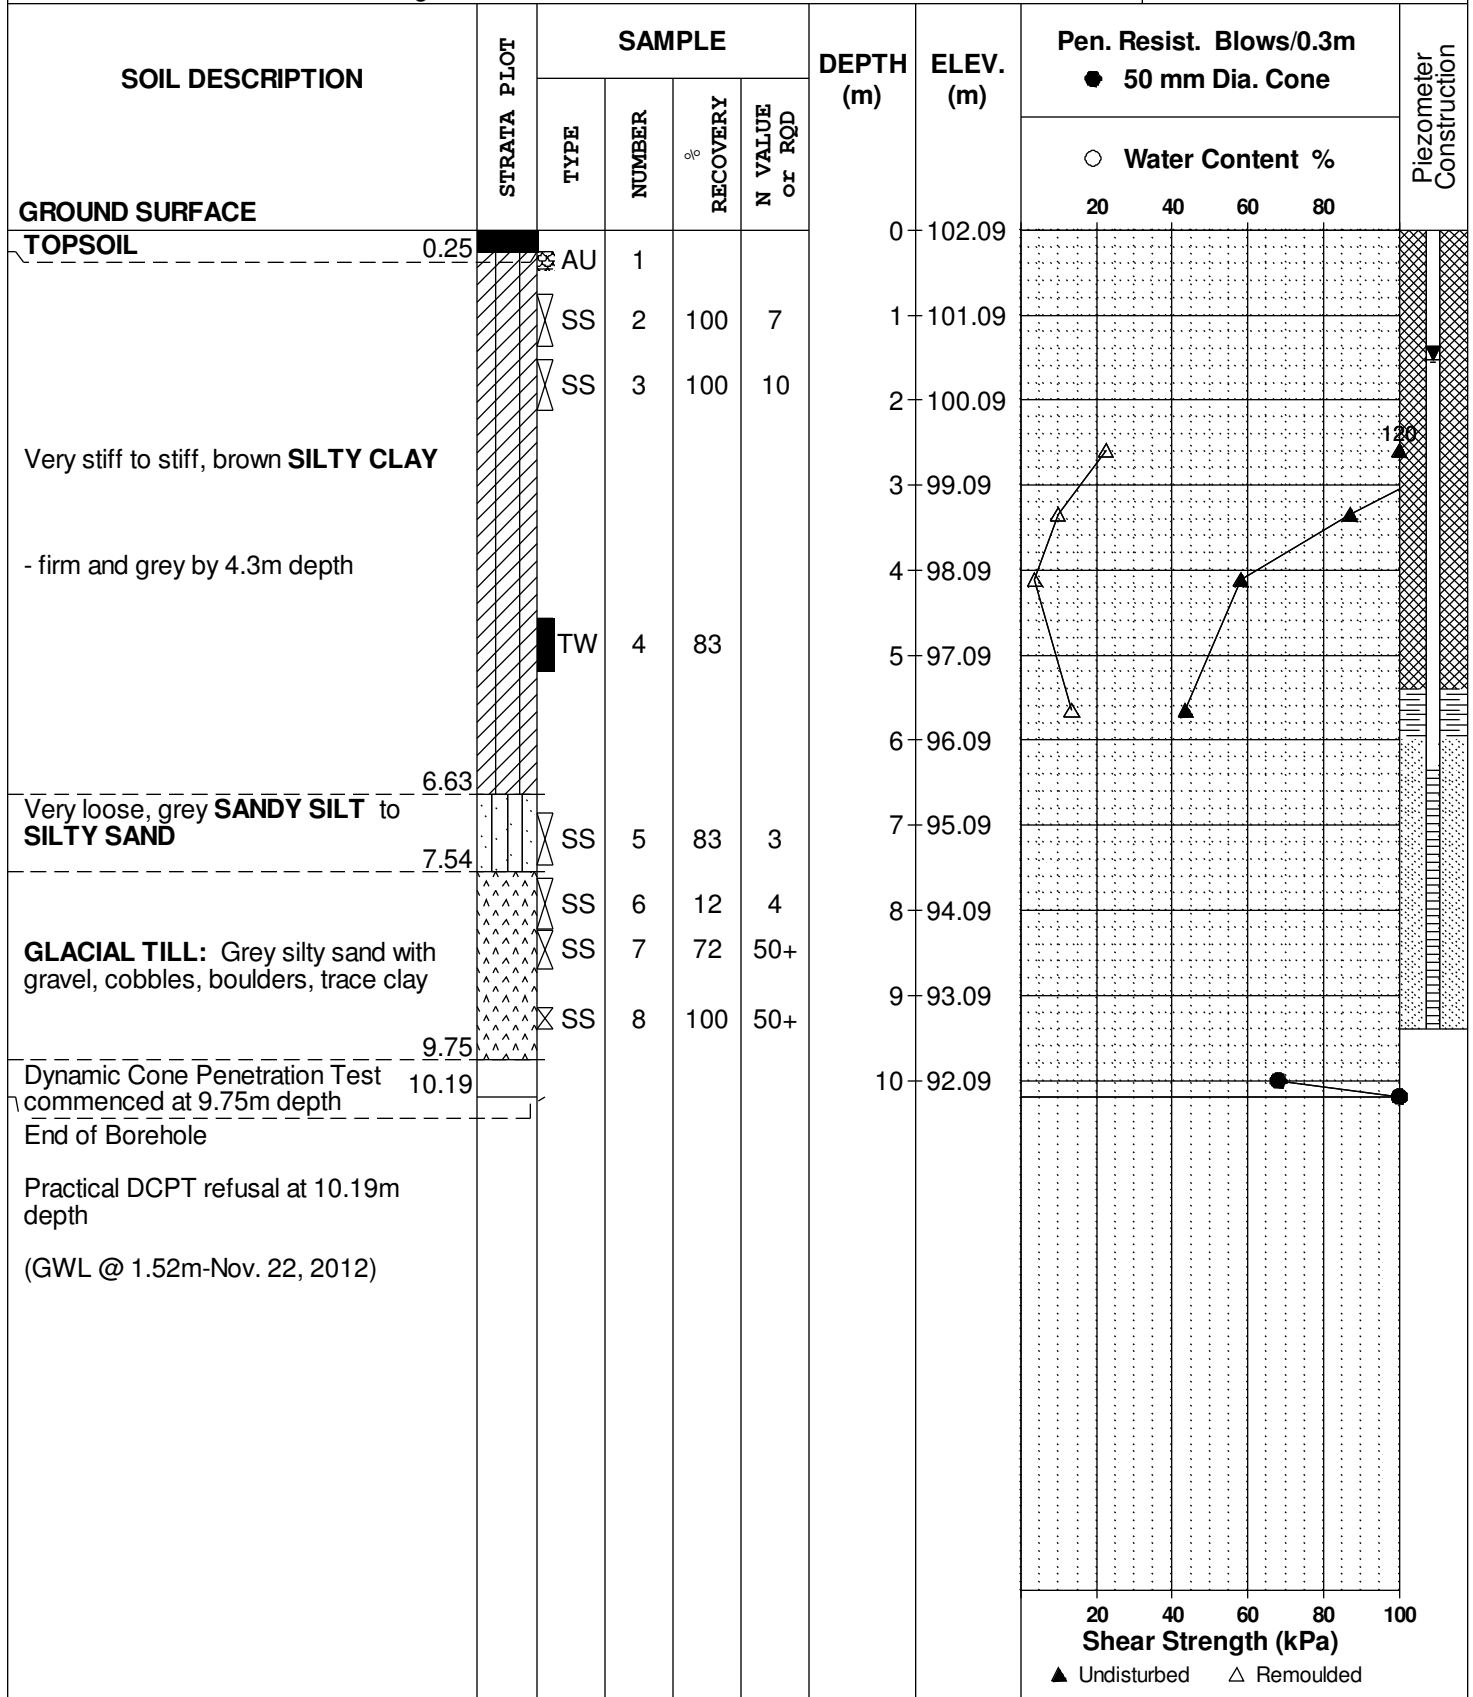 SOIL DESCRIPTION
GROUND SURFACE
STRATA PLOT
SAMPLE
TYPE
NUMBER
% RECOVERY
N VALUE or RQD
DEPTH (m)
ELEV. (m)
Pen. Resist. Blows/0.3m
● 50 mm Dia. Cone
○ Water Content %
20 40 60 80
Piezometer Construction
TOPSOIL 0.25
0 102.09
AU 1
SS 2 100 7
1 101.09
SS 3 100 10
2 100.09
120
Very stiff to stiff, brown SILTY CLAY
3 99.09
- firm and grey by 4.3m depth
4 98.09
TW 4 83
5 97.09
6 96.09
6.63
Very loose, grey SANDY SILT to
SILTY SAND
7 95.09
SS 5 83 3
7.54
SS 6 12 4
8 94.09
GLACIAL TILL: Grey silty sand with
gravel, cobbles, boulders, trace clay
SS 7 72 50+
9 93.09
SS 8 100 50+
9.75
Dynamic Cone Penetration Test
commenced at 9.75m depth
10.19
10 92.09
End of Borehole
Practical DCPT refusal at 10.19m
depth
(GWL @ 1.52m-Nov. 22, 2012)
20 40 60 80 100
Shear Strength (kPa)
▲ Undisturbed △ Remoulded